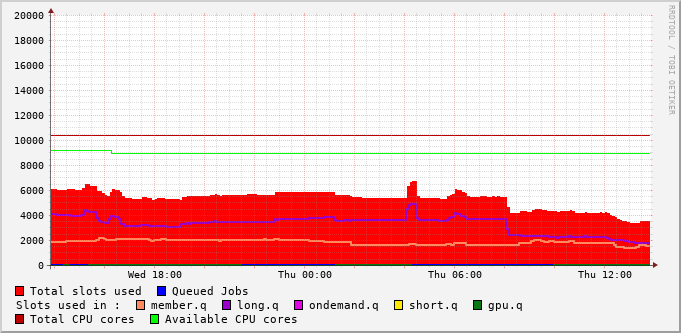 RRDTOOL / TOBI OETIKER
20000
18000
16000
14000
12000
10000
8000
6000
4000
2000
0
Wed 18:00 Thu 00:00 Thu 06:00 Thu 12:00
Total slots used Queued Jobs
Slots used in : member.q long.q ondemand.q short.q gpu.q
Total CPU cores Available CPU cores